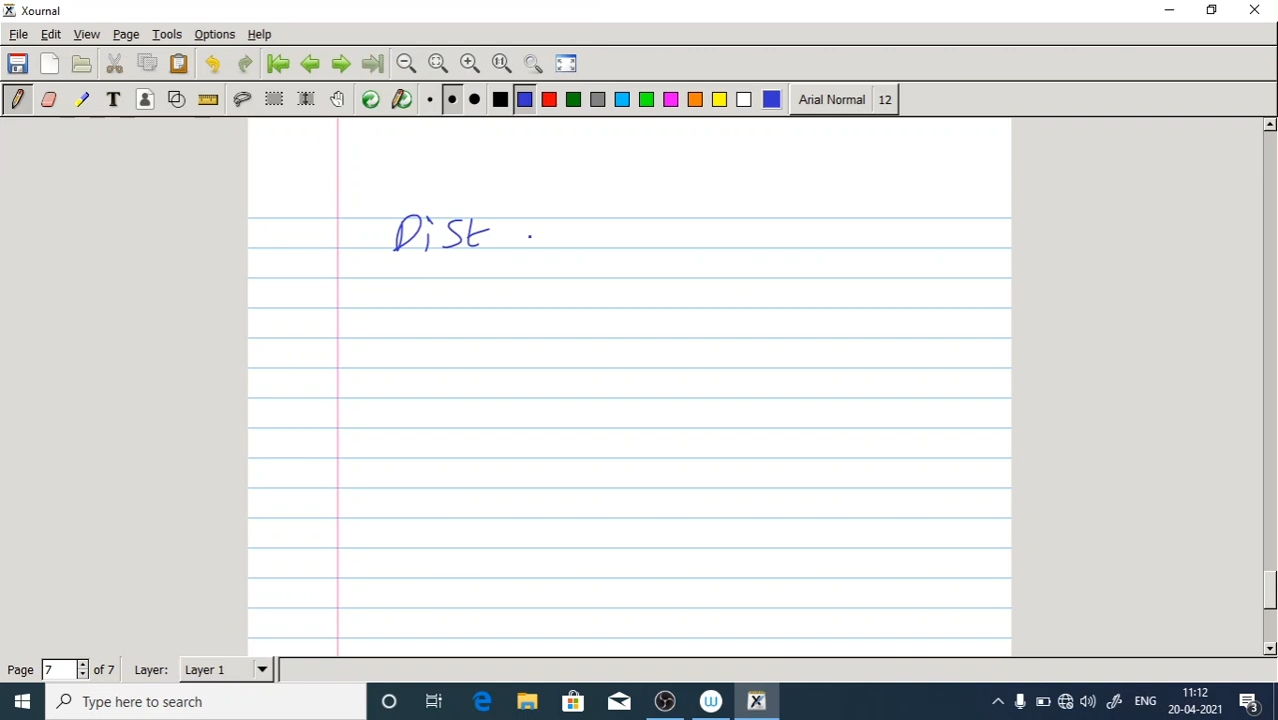 Xournal
File Edit View Page Tools Options Help
Arial Normal 12
Dist .
Page 7 of 7 Layer: Layer 1
Type here to search
ENG
11:12
20-04-2021
3